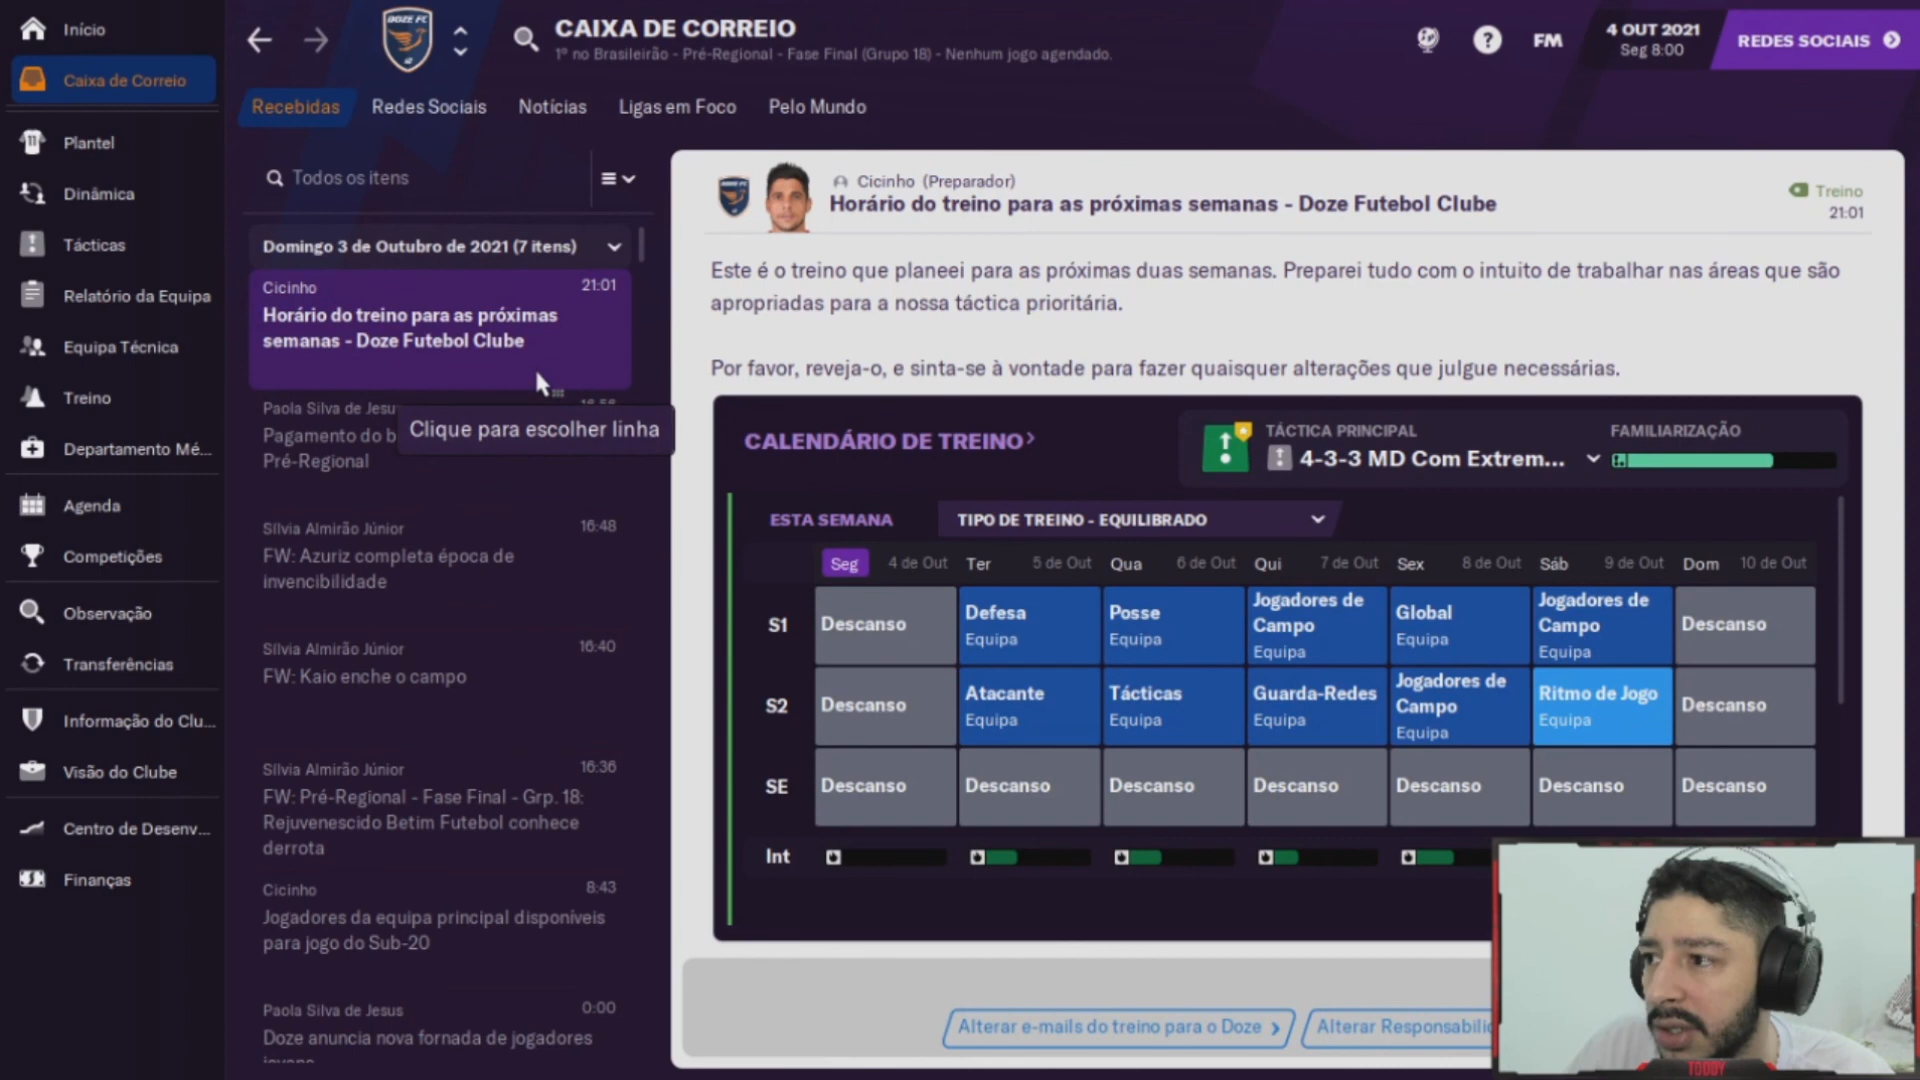 Início
Caixa de Correio
Plantel
Dinâmica
Tácticas
Relatório da Equipa
Equipa Técnica
Treino
Departamento Mé...
Agenda
Competições
Observação
Transferências
Informação do Clu...
Visão do Clube
Centro de Desenv...
Finanças
DOZE FC
CAIXA DE CORREIO
1º no Brasileirão - Pré-Regional - Fase Final (Grupo 18) - Nenhum jogo agendado.
?
FM
4 OUT 2021
Seg 8:00
REDES SOCIAIS
Recebidas
Redes Sociais
Notícias
Ligas em Foco
Pelo Mundo
Todos os itens
Domingo 3 de Outubro de 2021 (7 itens)
Cicinho
21:01
Horário do treino para as próximas
semanas - Doze Futebol Clube
Paola Silva de Jesu
Pagamento do b
Pré-Regional
Clique para escolher linha
Sílvia Almirão Júnior
16:48
FW: Azuriz completa época de
invencibilidade
Sílvia Almirão Júnior
16:40
FW: Kaio enche o campo
Sílvia Almirão Júnior
16:36
FW: Pré-Regional - Fase Final - Grp. 18:
Rejuvenescido Betim Futebol conhece
derrota
Cicinho
8:43
Jogadores da equipa principal disponíveis
para jogo do Sub-20
Paola Silva de Jesus
0:00
Doze anuncia nova fornada de jogadores
Cicinho (Preparador)
Horário do treino para as próximas semanas - Doze Futebol Clube
Treino
21:01
Este é o treino que planeei para as próximas duas semanas. Preparei tudo com o intuito de trabalhar nas áreas que são
apropriadas para a nossa táctica prioritária.
Por favor, reveja-o, e sinta-se à vontade para fazer quaisquer alterações que julgue necessárias.
CALENDÁRIO DE TREINO
TÁCTICA PRINCIPAL
4-3-3 MD Com Extrem...
FAMILIARIZAÇÃO
ESTA SEMANA
TIPO DE TREINO - EQUILIBRADO
Seg 4 de Out Ter 5 de Out Qua 6 de Out Qui 7 de Out Sex 8 de Out Sáb 9 de Out Dom 10 de Out
S1
Descanso
Defesa
Equipa
Posse
Equipa
Jogadores de
Campo
Equipa
Global
Equipa
Jogadores de
Campo
Equipa
Descanso
S2
Descanso
Atacante
Equipa
Tácticas
Equipa
Guarda-Redes
Equipa
Jogadores de
Campo
Equipa
Ritmo de Jogo
Equipa
Descanso
SE
Descanso
Descanso
Descanso
Descanso
Descanso
Descanso
Descanso
Int
Alterar e-mails do treino para o Doze
Alterar Responsabili
TODDY